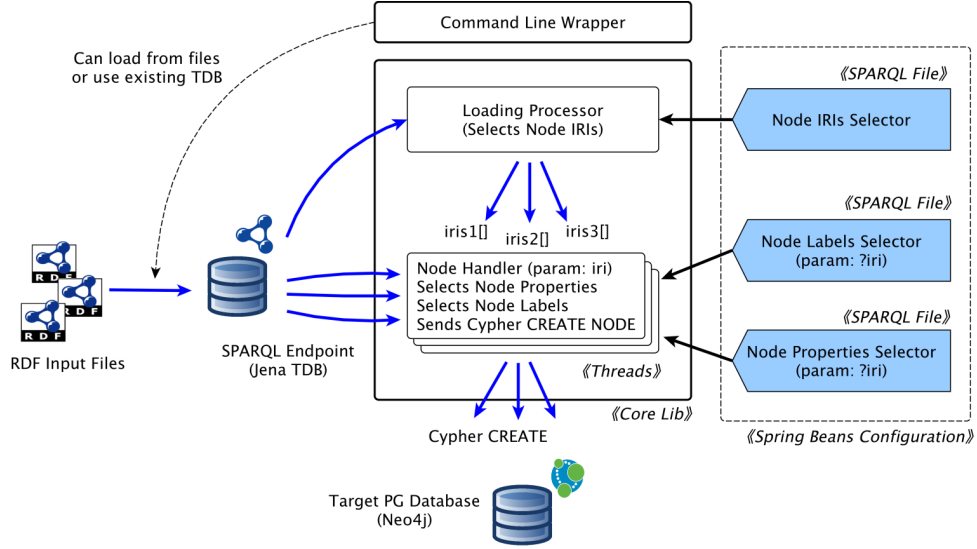 Command Line Wrapper
Can load from files
or use existing TDB
《SPARQL File》
Loading Processor
(Selects Node IRIs)
Node IRIs Selector
《SPARQL File》
iris1[]
iris2[]
iris3[]
Node Labels Selector
(param: ?iri)
Node Handler (param: iri)
Selects Node Properties
Selects Node Labels
Sends Cypher CREATE NODE
RDF
RDF
RDF
《SPARQL File》
Node Properties Selector
(param: ?iri)
RDF Input Files
SPARQL Endpoint
(Jena TDB)
《Threads》
《Core Lib》
《Spring Beans Configuration》
Cypher CREATE
Target PG Database
(Neo4j)